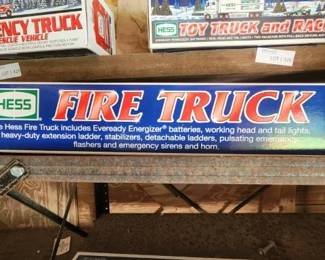 ENCY TRUCK
RESCUE VEHICLE
HESS
TOY TRUCK and RAC
HESS
FIRE TRUCK
s Hess Fire Truck includes Eveready Energizer® batteries, working head and tail lights,
heavy-duty extension ladder, stabilizers, detachable ladders, pulsating emergency
flashers and emergency sirens and horn.